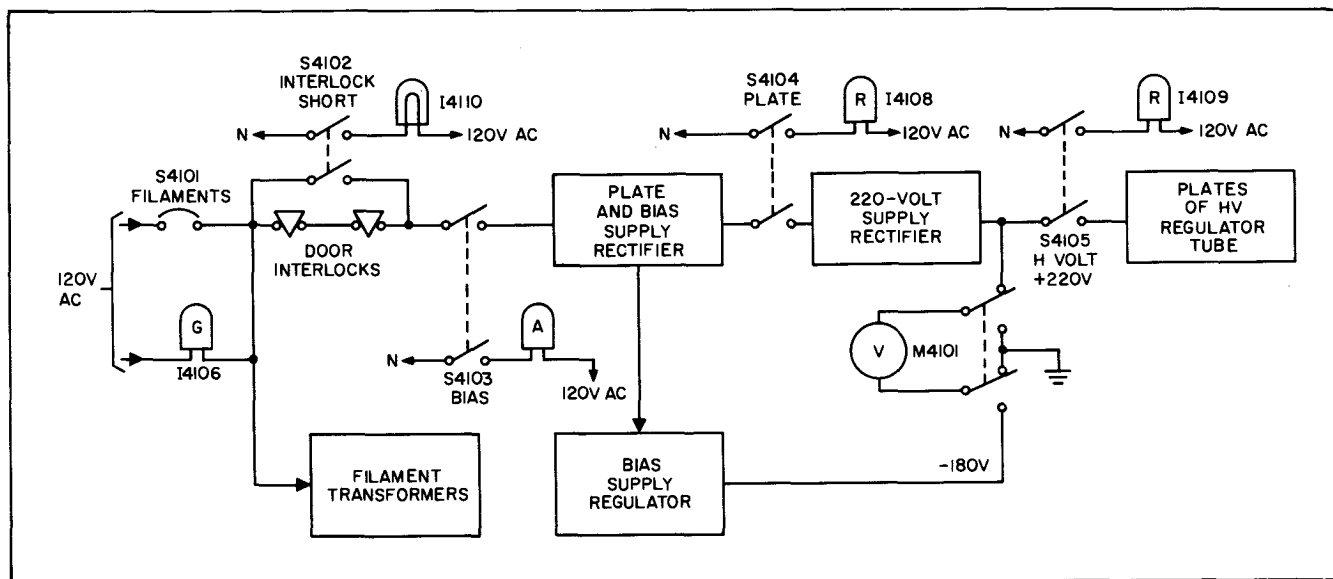 S4102
INTERLOCK
SHORT
I4110
N
120V AC
S4104
PLATE
R
I4108
N
120V AC
R
I4109
N
120V AC
S4101
FILAMENTS
DOOR
INTERLOCKS
PLATE
AND BIAS
SUPPLY
RECTIFIER
220-VOLT
SUPPLY
RECTIFIER
S4105
H VOLT
+220V
PLATES
OF HV
REGULATOR
TUBE
120V
AC
G
I4106
N
S4103
BIAS
A
120V AC
V
M4101
FILAMENT
TRANSFORMERS
BIAS
SUPPLY
REGULATOR
-180V